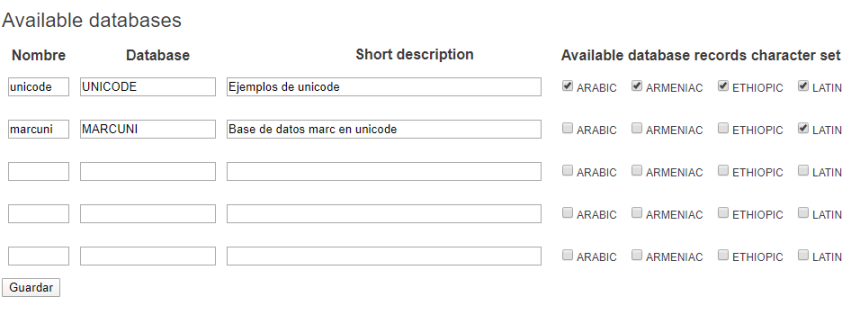 Available databases
Nombre Database Short description Available database records character set
unicode UNICODE Ejemplos de unicode ARABIC ARMENIAC ETHIOPIC LATIN
marcuni MARCUNI Base de datos marc en unicode ARABIC ARMENIAC ETHIOPIC LATIN
ARABIC ARMENIAC ETHIOPIC LATIN
ARABIC ARMENIAC ETHIOPIC LATIN
ARABIC ARMENIAC ETHIOPIC LATIN
Guardar